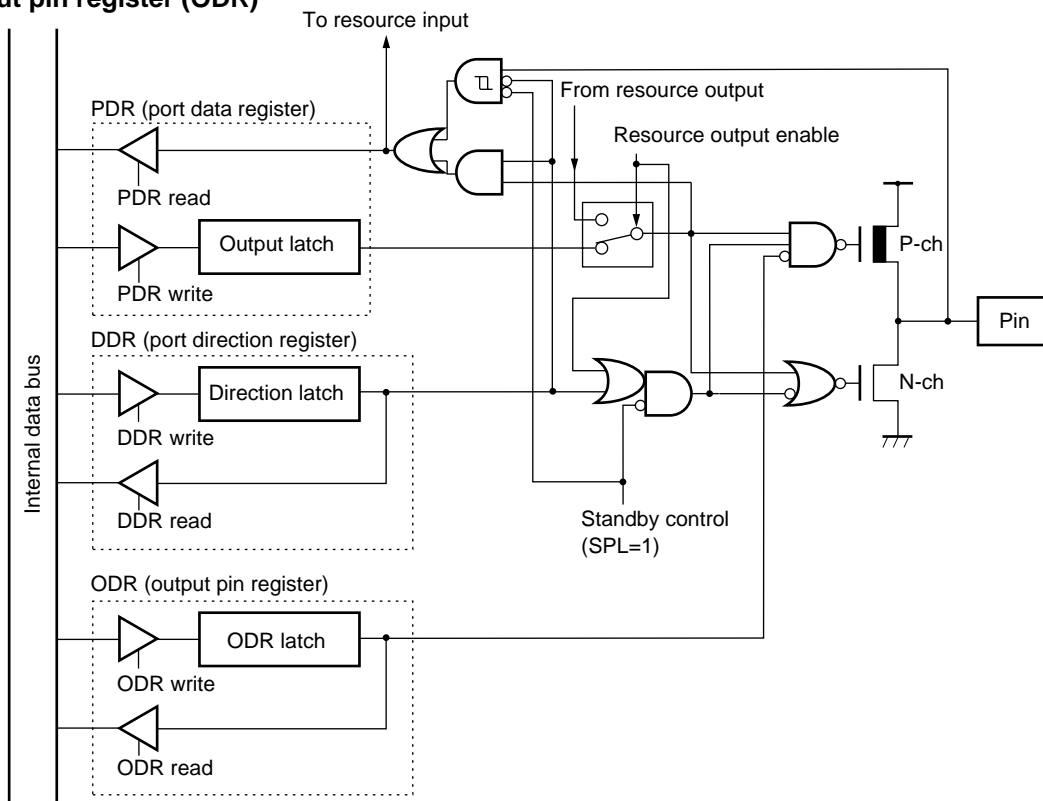 ut pin register (ODR)
To resource input
From resource output
PDR (port data register)
Resource output enable
PDR read
Output latch
P-ch
PDR write
Pin
DDR (port direction register)
Internal data bus
Direction latch
N-ch
DDR write
DDR read
Standby control
(SPL=1)
ODR (output pin register)
ODR latch
ODR write
ODR read